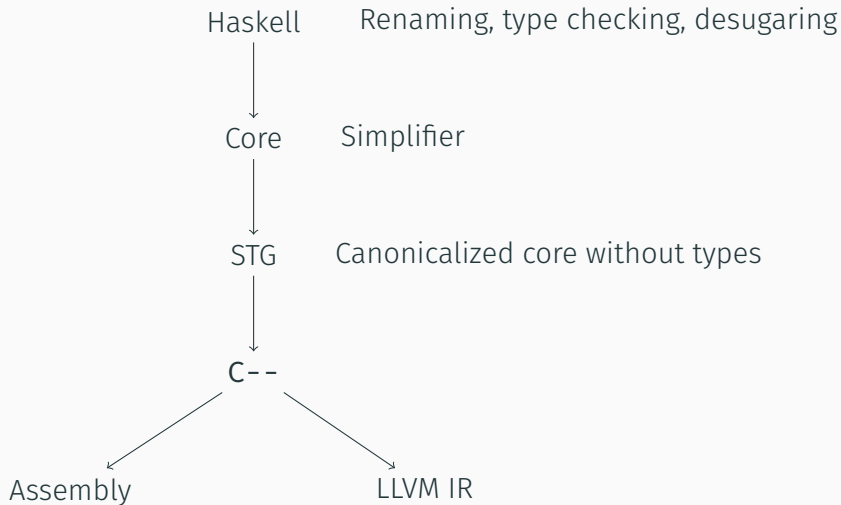 Haskell Renaming, type checking, desugaring
Core Simplifier
STG Canonicalized core without types
C--
Assembly LLVM IR